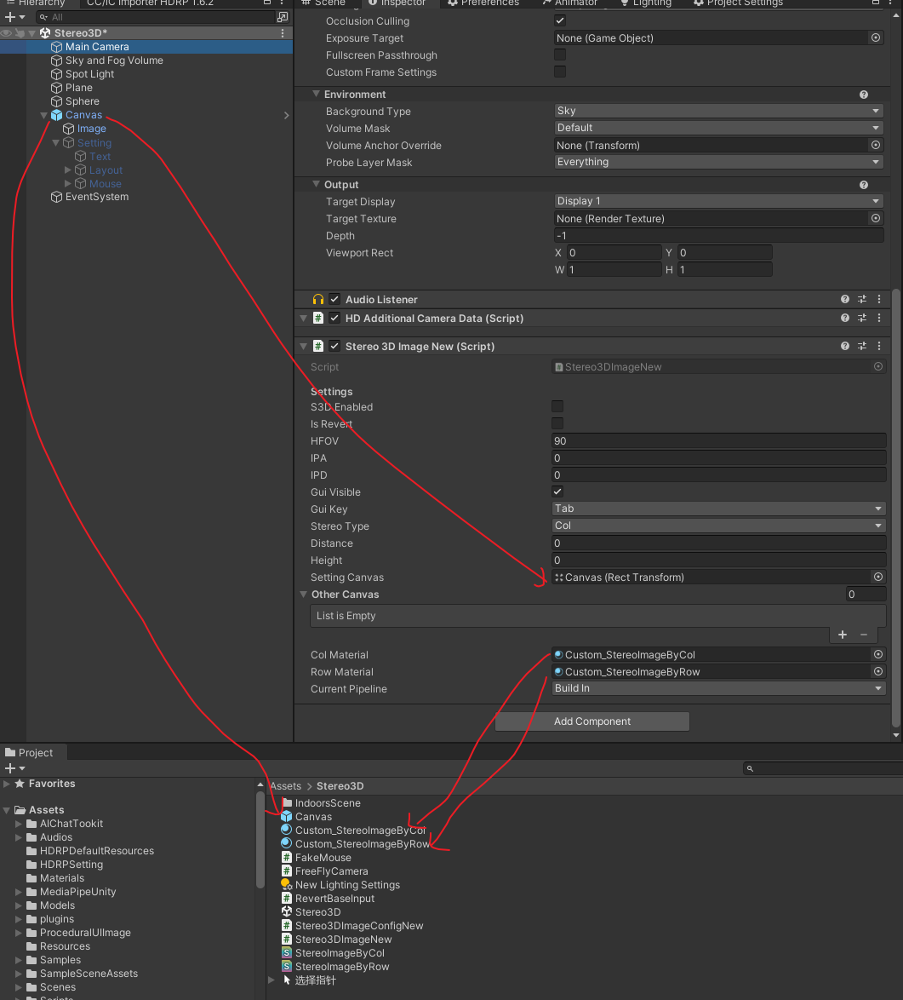 Hierarchy
CC/iC Importer HDRP 1.6.2
Scene
Inspector
Preferences
Animator
Lighting
Project Settings
All
Stereo3D*
Main Camera
Sky and Fog Volume
Spot Light
Plane
Sphere
Canvas
Image
Setting
Text
Layout
Mouse
EventSystem
Occlusion Culling
Exposure Target None (Game Object)
Fullscreen Passthrough
Custom Frame Settings
Environment
Background Type Sky
Volume Mask Default
Volume Anchor Override None (Transform)
Probe Layer Mask Everything
Output
Target Display Display 1
Target Texture None (Render Texture)
Depth -1
Viewport Rect X 0 Y 0
W 1 H 1
Audio Listener
# HD Additional Camera Data (Script)
# Stereo 3D Image New (Script)
Script Stereo3DImageNew
Settings
S3D Enabled
Is Revert
HFOV 90
IPA 0
IPD 0
Gui Visible
Gui Key Tab
Stereo Type Col
Distance 0
Height 0
Setting Canvas Canvas (Rect Transform)
Other Canvas 0
List is Empty
Col Material Custom_StereoImageByCol
Row Material Custom_StereoImageByRow
Current Pipeline Build In
Add Component
Project
Favorites
Assets
AIChatTookit
Audios
HDRPDefaultResources
HDRPSetting
Materials
MediaPipeUnity
Models
plugins
ProceduralUIImage
Resources
Samples
SampleSceneAssets
Scenes
Scripts
Assets > Stereo3D
IndoorsScene
Canvas
Custom_StereoImageByCol
Custom_StereoImageByRow
# FakeMouse
# FreeFlyCamera
New Lighting Settings
# RevertBaseInput
Stereo3D
# Stereo3DImageConfigNew
# Stereo3DImageNew
S StereoImageByCol
S StereoImageByRow
选择指针